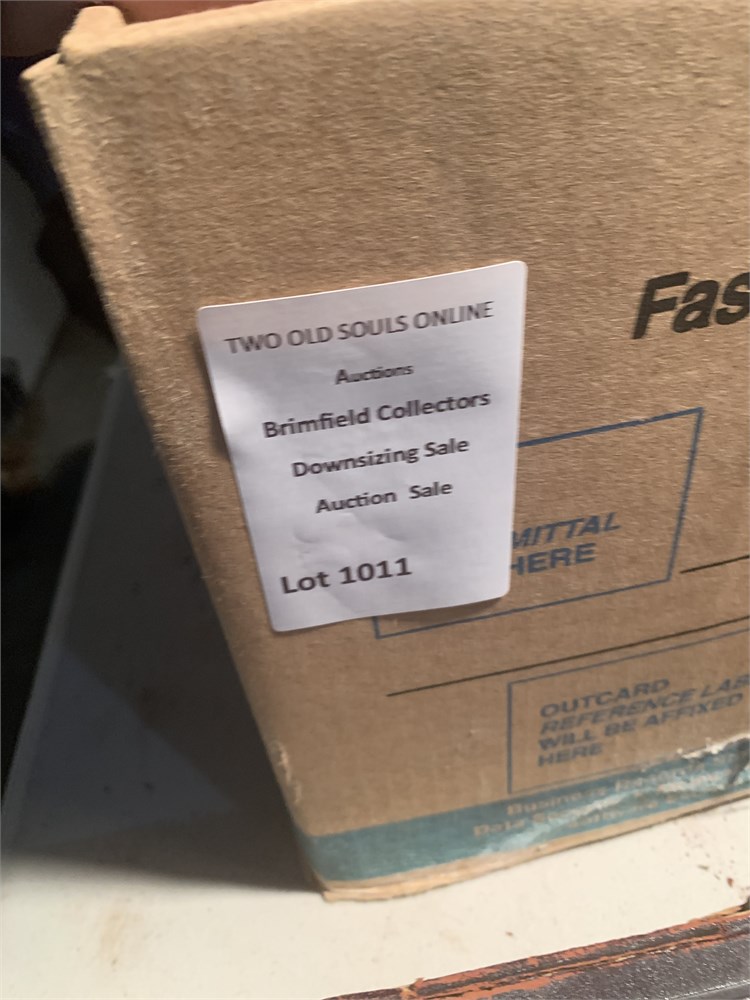 TWO OLD SOULS ONLINE
Auctions
Brimfield Collectors
Downsizing Sale
Auction Sale
Lot 1011
Fas
MITTAL
HERE
OUTCARD
REFERENCE LAB
WILL BE AFFIXED
HERE